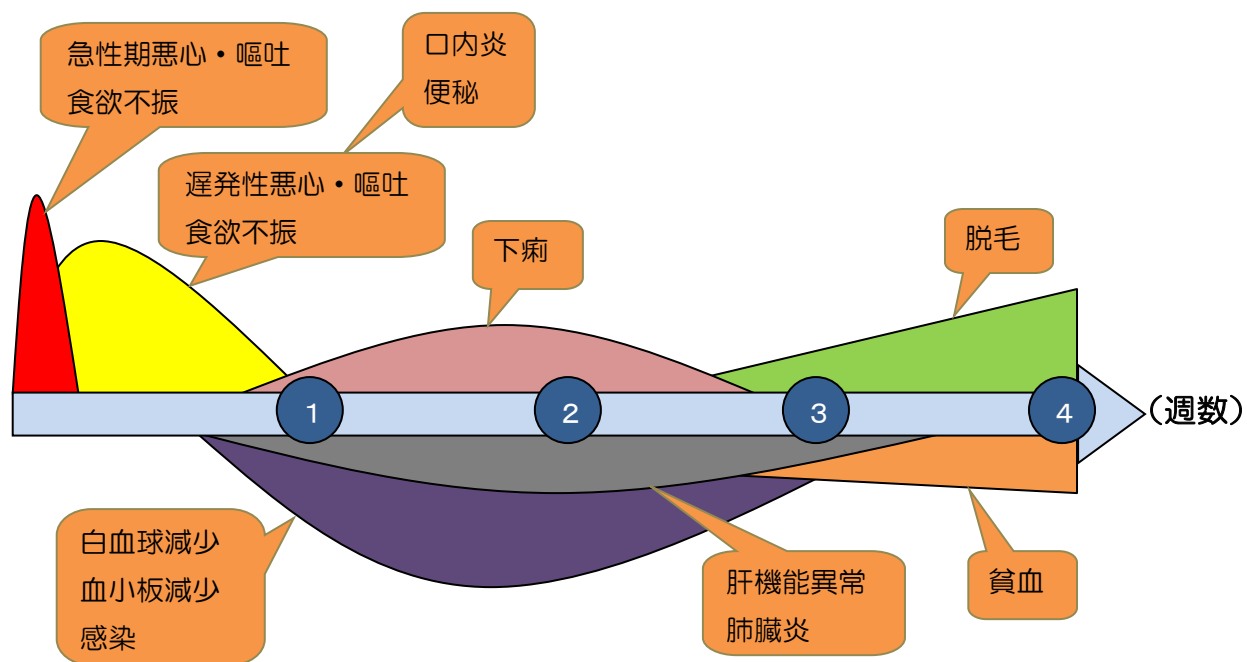 急性期悪心・嘔吐
食欲不振
口内炎
便秘
遅発性悪心・嘔吐
食欲不振
下痢
脱毛
1
2
3
4
(週数)
白血球減少
血小板減少
感染
肝機能異常
肺臓炎
貧血